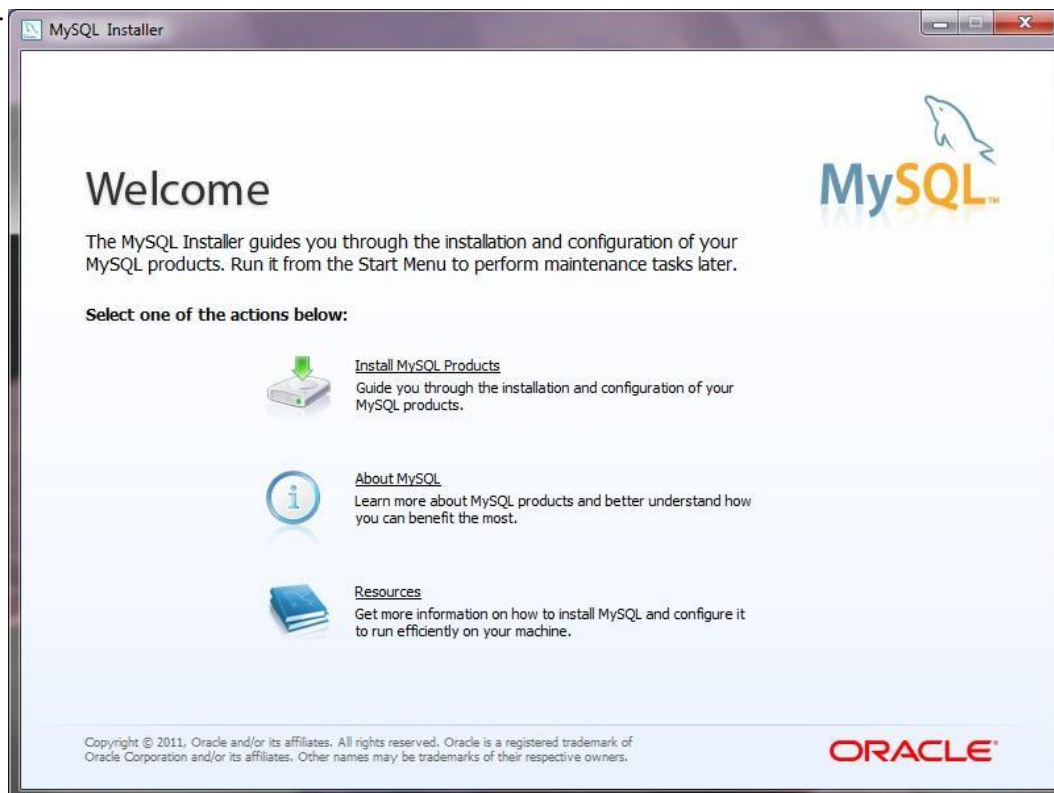 MySQL Installer
MySQL™
Welcome
The MySQL Installer guides you through the installation and configuration of your
MySQL products. Run it from the Start Menu to perform maintenance tasks later.
Select one of the actions below:
Install MySQL Products
Guide you through the installation and configuration of your
MySQL products.
About MySQL
Learn more about MySQL products and better understand how
you can benefit the most.
Resources
Get more information on how to install MySQL and configure it
to run efficiently on your machine.
Copyright © 2011, Oracle and/or its affiliates. All rights reserved. Oracle is a registered trademark of
Oracle Corporation and/or its affiliates. Other names may be trademarks of their respective owners.
ORACLE®